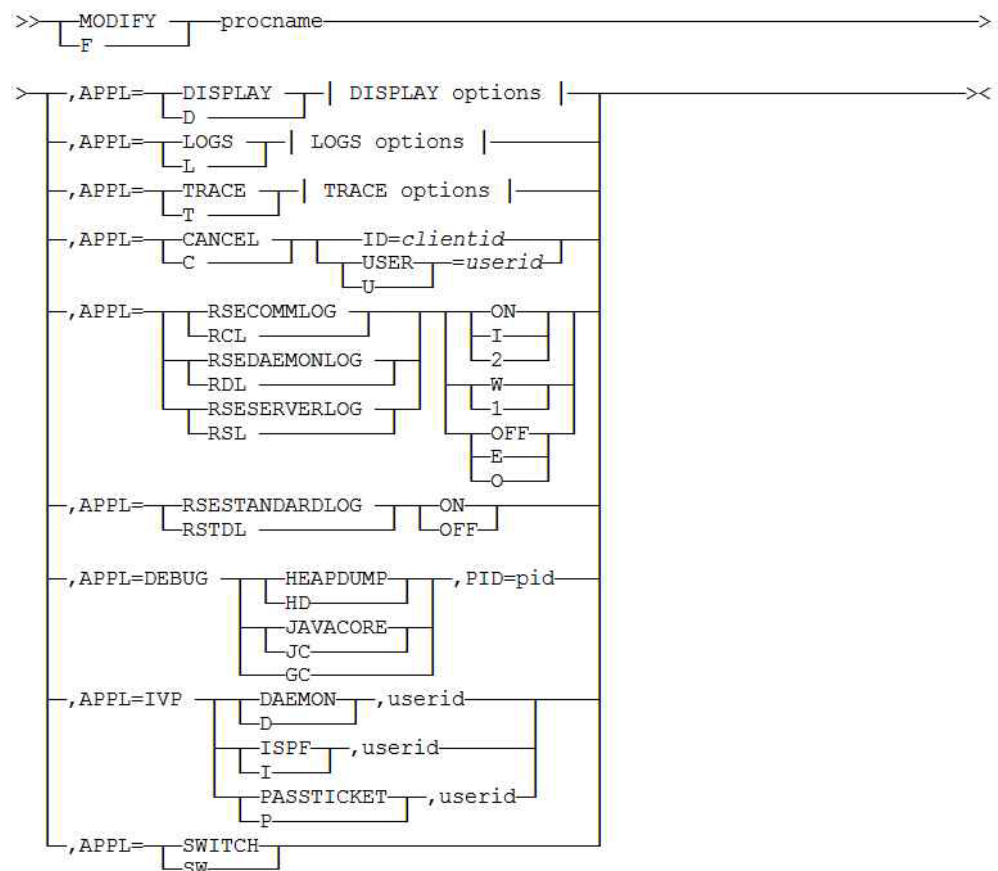 >> MODIFY procname >
F
> ,APPL= DISPLAY | DISPLAY options | ><
D
,APPL= LOGS | LOGS options |
L
,APPL= TRACE | TRACE options |
T
,APPL= CANCEL ID=clientid
C USER =userid
U
,APPL= RSECOMMLOG ON
RCL I
RSEDAEMONLOG 2
RDL W
RSESERVERLOG 1
RSL OFF
E
O
,APPL= RSESTANDARDLOG ON
RSTDL OFF
,APPL=DEBUG HEAPDUMP ,PID=pid
HD
JAVACORE
JC
GC
,APPL=IVP DAEMON ,userid
D
ISPF ,userid
I
PASSTICKET ,userid
P
,APPL= SWITCH
SW